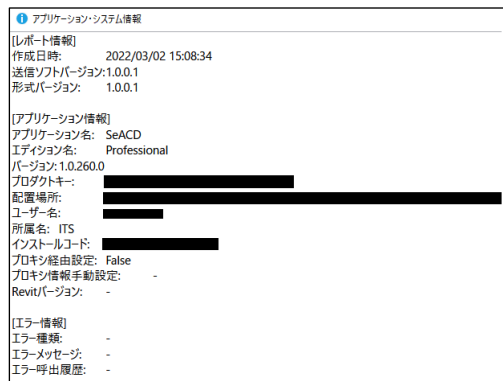 アプリケーション・システム情報
[レポート情報]
作成日時: 2022/03/02 15:08:34
送信ソフトバージョン:1.0.0.1
形式バージョン: 1.0.0.1
[アプリケーション情報]
アプリケーション名: SeACD
エディション名: Professional
バージョン:1.0.260.0
プロダクトキー:
配置場所:
ユーザー名:
所属名: ITS
インストールコード:
プロキシ経由設定: False
プロキシ情報手動設定: -
Revitバージョン: -
[エラー情報]
エラー種類: -
エラーメッセージ: -
エラー呼出履歴: -